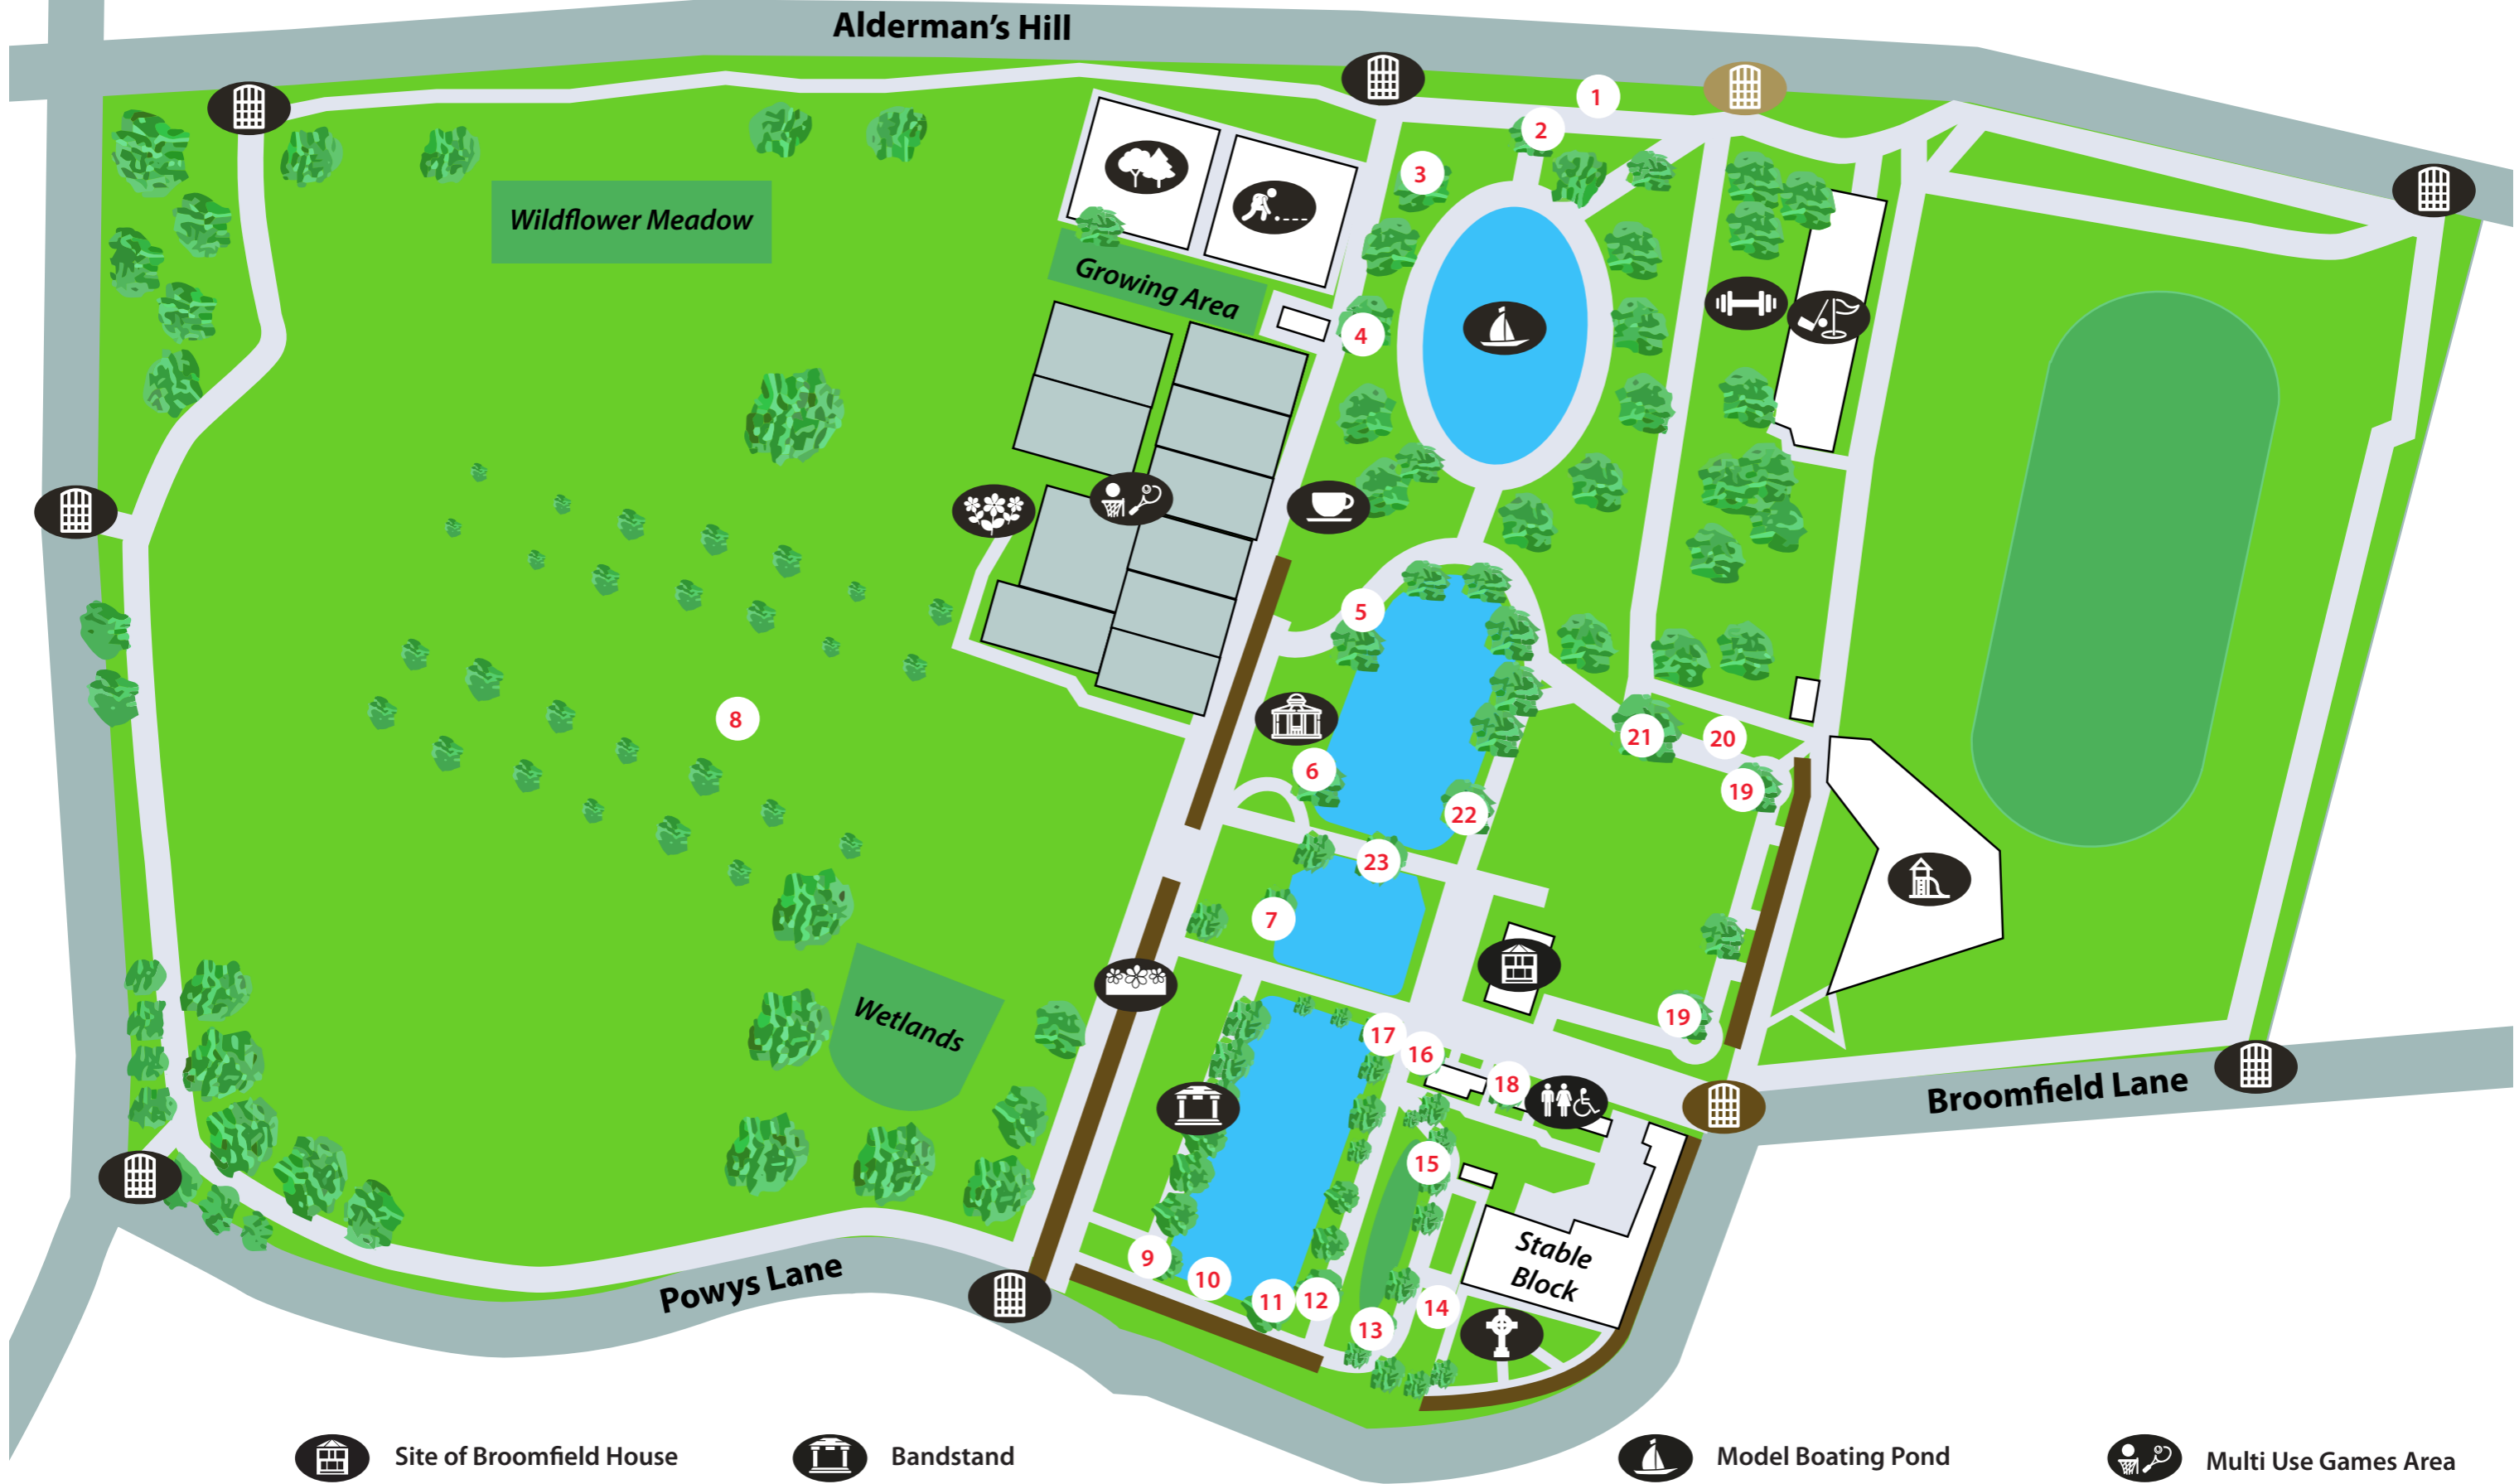 Alderman's Hill
1
2
3
Wildflower Meadow
Growing Area
4
5
8
21
20
6
19
22
23
7
Wetlands
19
17
16
18
Broomfield Lane
15
9
Stable
Block
10
11
12
14
13
Powys Lane
Site of Broomfield House
Bandstand
Model Boating Pond
Multi Use Games Area